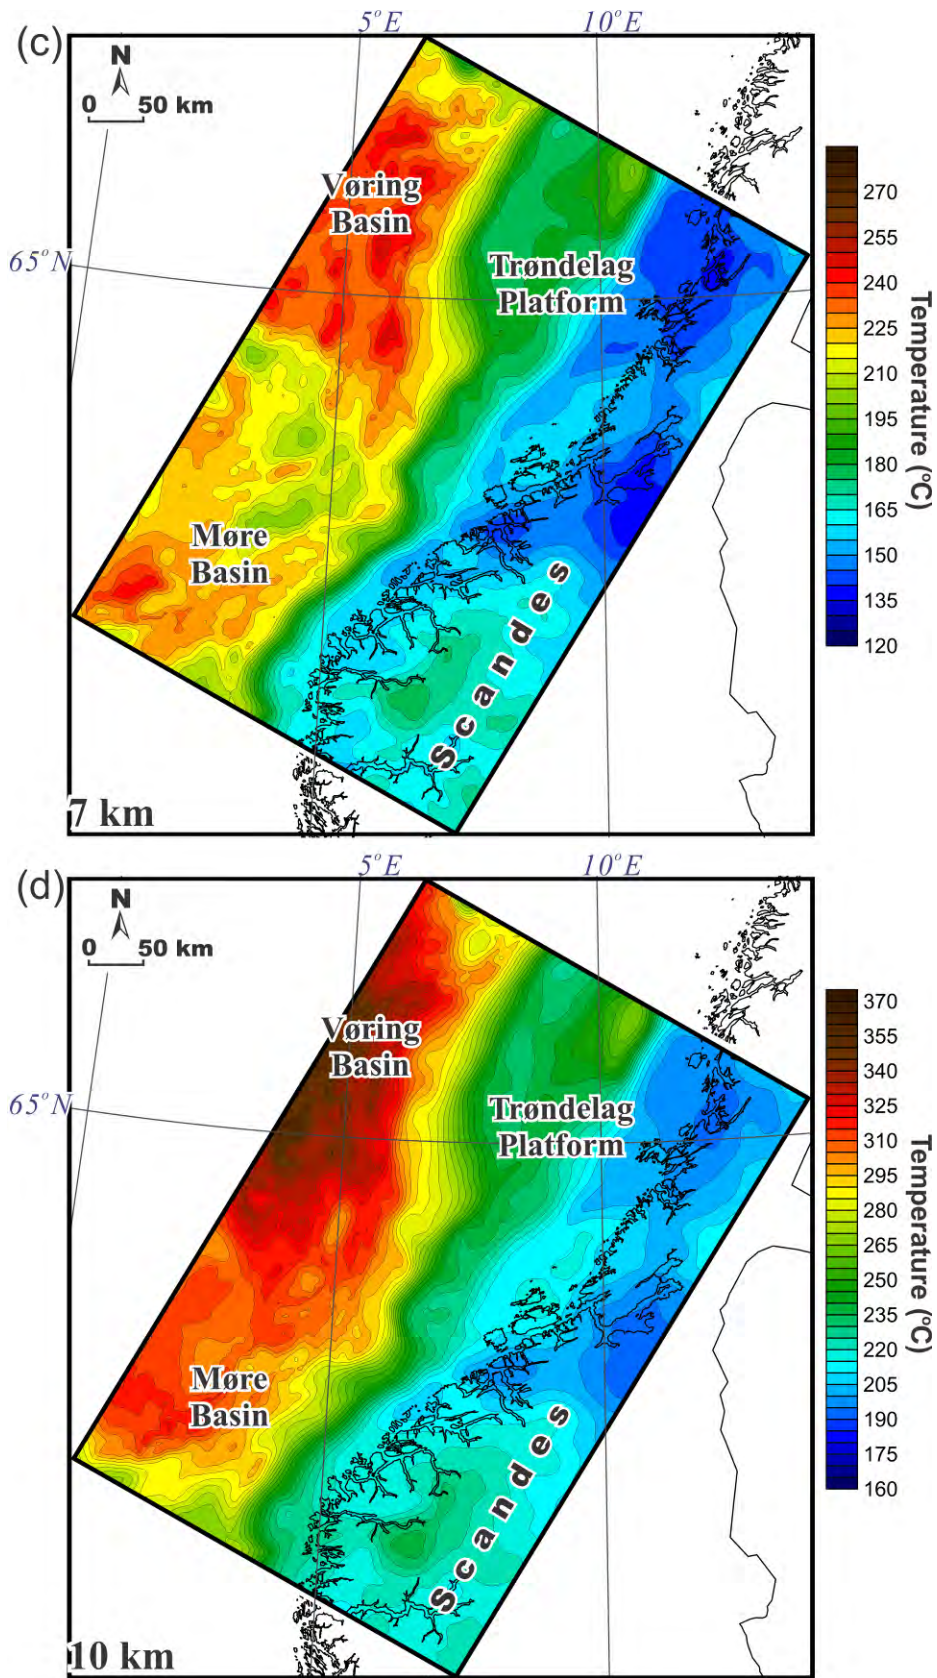 (c)
5°E
10°E
N
0 50 km
Vøring
Basin
65°N
Trøndelag
Platform
Møre
Basin
Scandes
7 km
270
255
240
225
210
195
180
165
150
135
120
Temperature (°C)
(d)
5°E
10°E
N
0 50 km
Vøring
Basin
65°N
Trøndelag
Platform
Møre
Basin
Scandes
10 km
370
355
340
325
310
295
280
265
250
235
220
205
190
175
160
Temperature (°C)